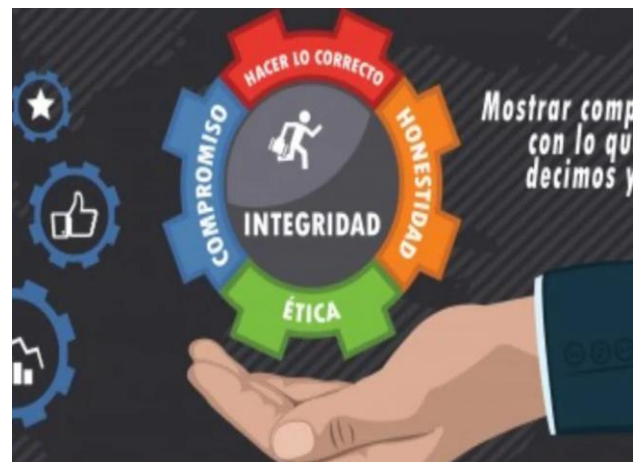 HACER LO CORRECTO
COMPROMISO
HONESTIDAD
INTEGRIDAD
ÉTICA
Mostrar comp
con lo qu
decimos y